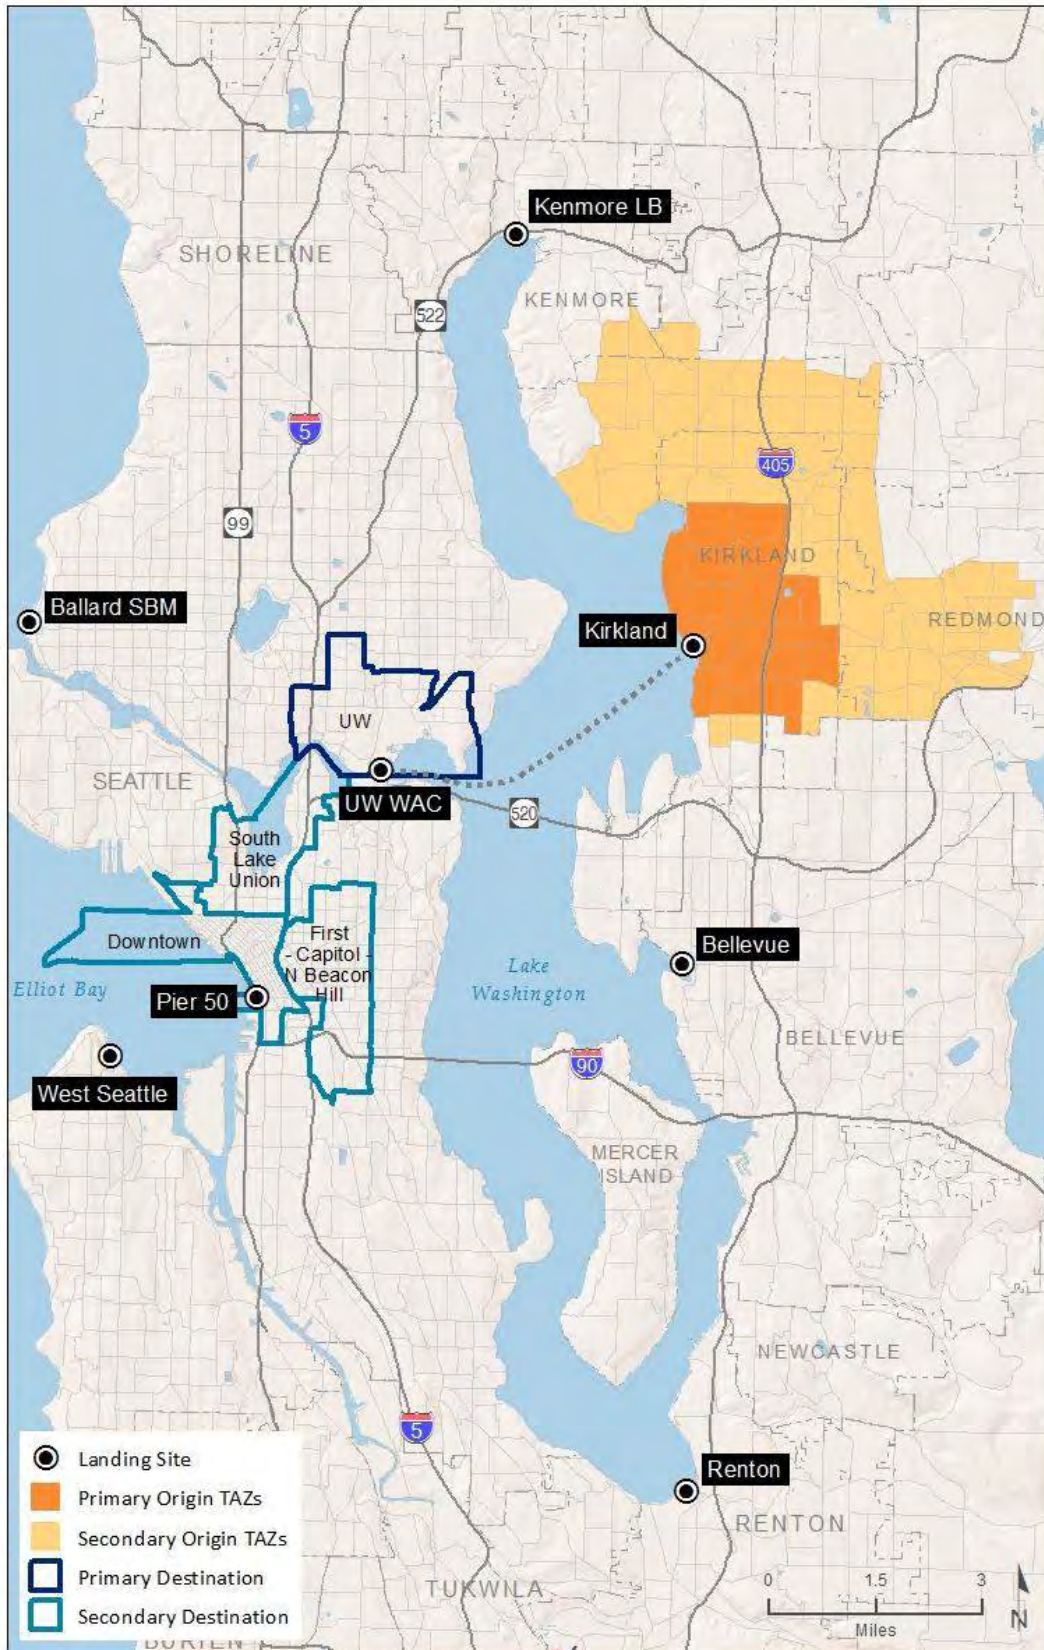 Kenmore LB
SHORELINE
KENMORE
522
5
405
99
KIRKLAND
Ballard SBM
Kirkland
REDMOND
UW
SEATTLE
UW WAC
520
South
Lake
Union
First
- Capitol -
N Beacon
Hill
Downtown
Bellevue
Lake
Washington
Elliot Bay
Pier 50
BELLEVUE
90
West Seattle
MERCER
ISLAND
NEWCASTLE
5
Renton
RENTON
TUKWILA
BURIEN
Landing Site
Primary Origin TAZs
Secondary Origin TAZs
Primary Destination
Secondary Destination
0 1.5 3
Miles
N